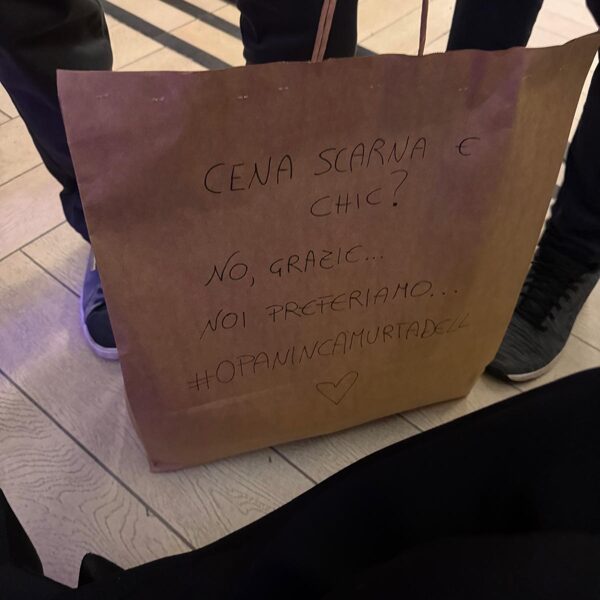 CENA SCARNA E
CHIC?
NO, GRAZIE...
NOI PREFERIAMO...
#OPANINCAMURTADELL